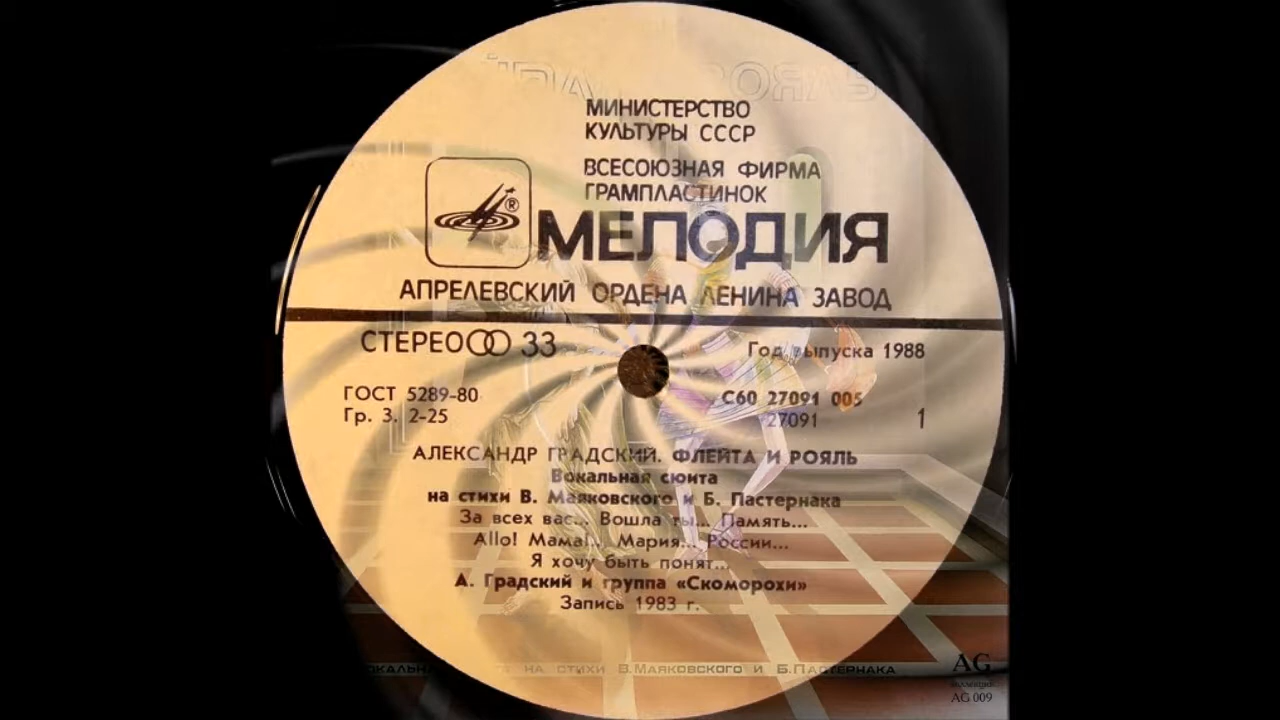 МИНИСТЕРСТВО
КУЛЬТУРЫ СССР
ВСЕСОЮЗНАЯ ФИРМА
ГРАМПЛАСТИНОК
®
МЕЛОДИЯ
АПРЕЛЕВСКИЙ ОРДЕНА ЛЕНИНА ЗАВОД
СТЕРЕО 33
Год выпуска 1988
ГОСТ 5289-80
С60 27091 005
Гр. 3. 2-25
27091
1
АЛЕКСАНДР ГРАДСКИЙ. ФЛЕЙТА И РОЯЛЬ
Вокальная сюита
на стихи В. Маяковского и Б. Пастернака
За всех вас... Вошла ты... Память...
Allo! Мама!.. Мария... России...
Я хочу быть понят...
А. Градский и группа «Скоморохи»
Запись 1983 г.
НА СТИХИ В.МАЯКОВСКОГО И Б.ПАСТЕРНАКА
AG
AG 009